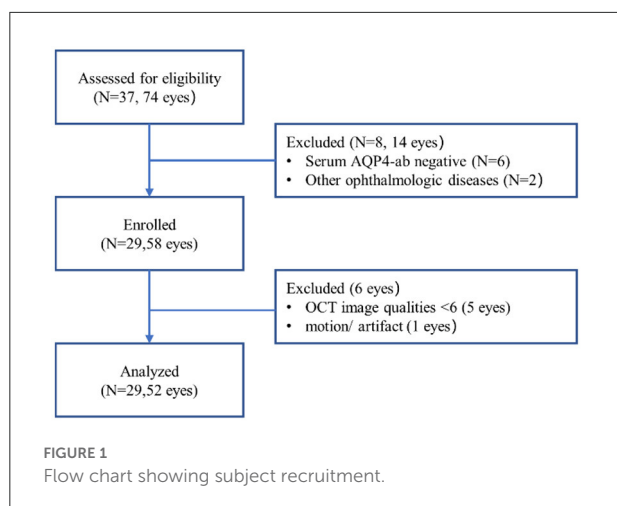 Assessed for eligibility
(N=37, 74 eyes)
Excluded (N=8, 14 eyes)
• Serum AQP4-ab negative (N=6)
• Other ophthalmologic diseases (N=2)
Enrolled
(N=29,58 eyes)
Excluded (6 eyes)
• OCT image qualities <6 (5 eyes)
• motion/ artifact (1 eyes)
Analyzed
(N=29,52 eyes)
FIGURE 1
Flow chart showing subject recruitment.